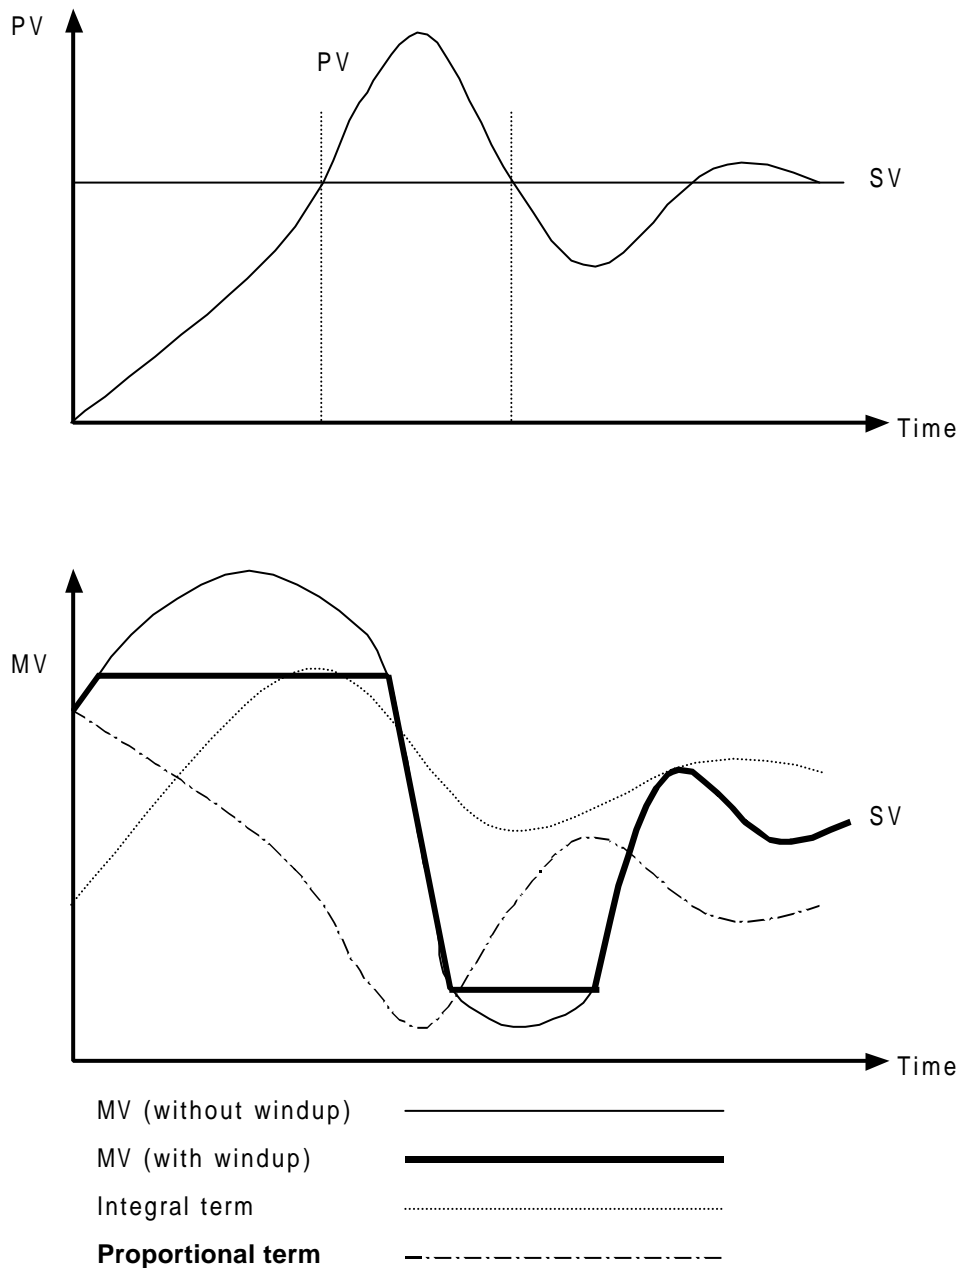 PV
PV
SV
Time
MV
SV
Time
MV (without windup)
MV (with windup)
Integral term
Proportional term